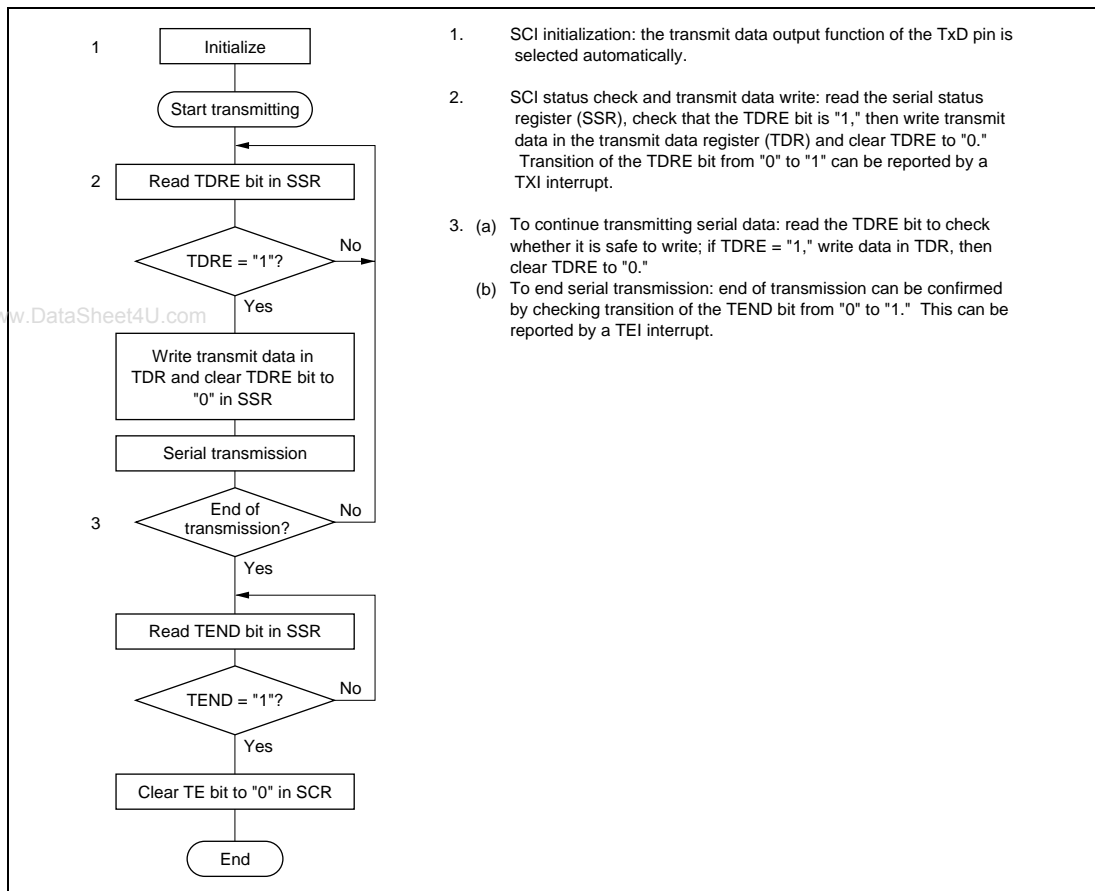 1
Initialize
Start transmitting
2
Read TDRE bit in SSR
TDRE = "1"?
No
Yes
Write transmit data in
TDR and clear TDRE bit to
"0" in SSR
Serial transmission
3
End of
transmission?
No
Yes
Read TEND bit in SSR
TEND = "1"?
No
Yes
Clear TE bit to "0" in SCR
End
1. SCI initialization: the transmit data output function of the TxD pin is
selected automatically.
2. SCI status check and transmit data write: read the serial status
register (SSR), check that the TDRE bit is "1," then write transmit
data in the transmit data register (TDR) and clear TDRE to "0."
Transition of the TDRE bit from "0" to "1" can be reported by a
TXI interrupt.
3. (a) To continue transmitting serial data: read the TDRE bit to check
whether it is safe to write; if TDRE = "1," write data in TDR, then
clear TDRE to "0."
(b) To end serial transmission: end of transmission can be confirmed
by checking transition of the TEND bit from "0" to "1." This can be
reported by a TEI interrupt.
w.DataSheet4U.com